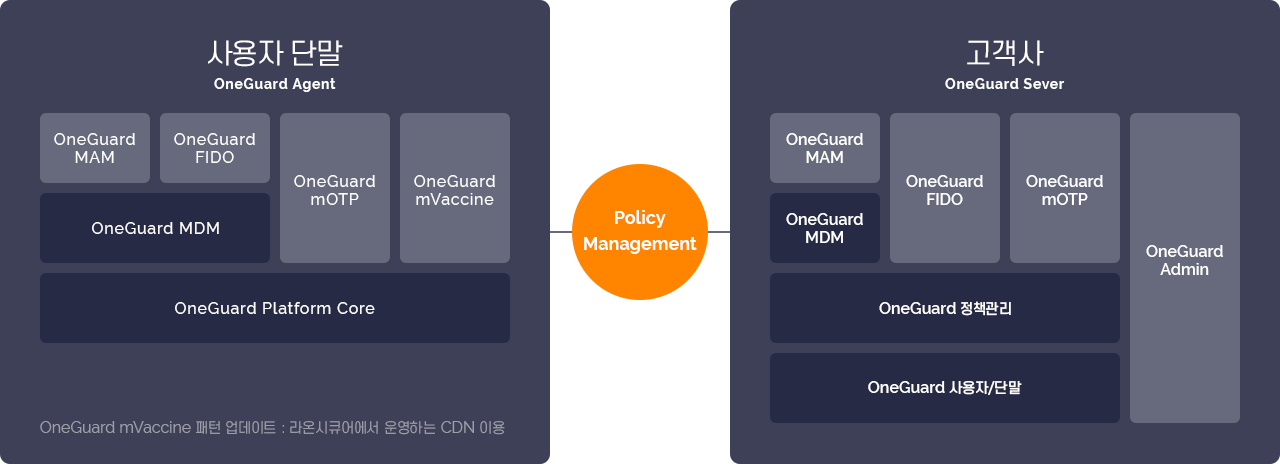 사용자 단말
OneGuard Agent
OneGuard
MAM
OneGuard
FIDO
OneGuard
mOTP
OneGuard
mVaccine
OneGuard MDM
OneGuard Platform Core
OneGuard mVaccine 패턴 업데이트 : 라온시큐어에서 운영하는 CDN 이용
Policy
Management
고객사
OneGuard Sever
OneGuard
MAM
OneGuard
MDM
OneGuard
FIDO
OneGuard
mOTP
OneGuard
Admin
OneGuard 정책관리
OneGuard 사용자/단말